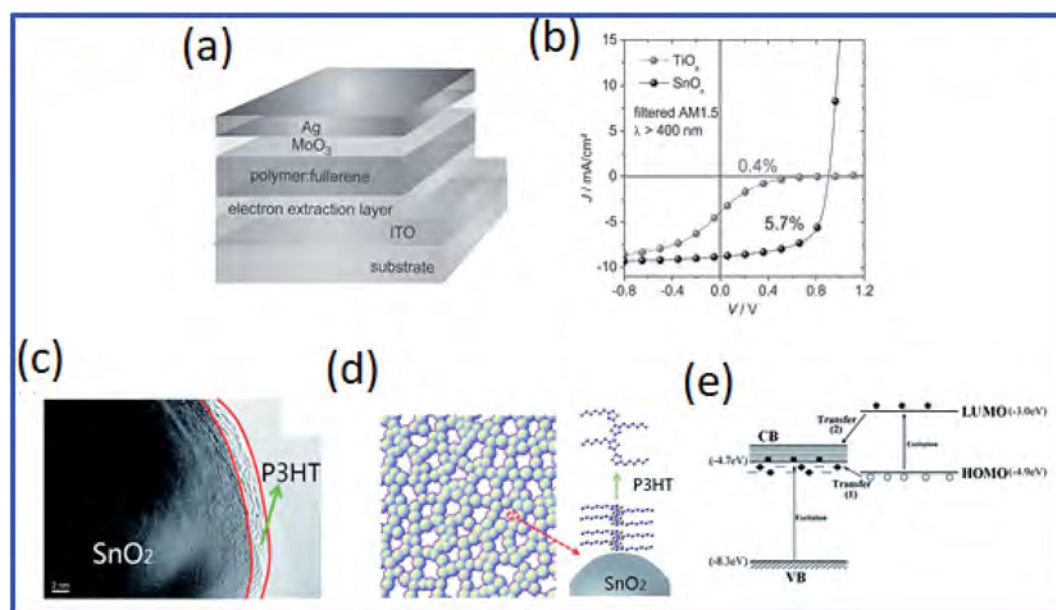 (a)
Ag
MoO₃
polymer:fullerene
electron extraction layer
ITO
substrate
(b)
15
10
5
0
-5
-10
J / mA/cm²
TiOₓ
SnOₓ
filtered AM1.5
λ > 400 nm
0.4%
5.7%
-0.8
-0.4
0.0
0.4
0.8
1.2
V / V
(c)
P3HT
SnO₂
2 nm
(d)
P3HT
SnO₂
(e)
LUMO(-3.0eV)
Transfer
(2)
CB
Excitation
(-4.7eV)
HOMO(-4.9eV)
Transfer
(1)
Excitation
(-8.3eV)
VB